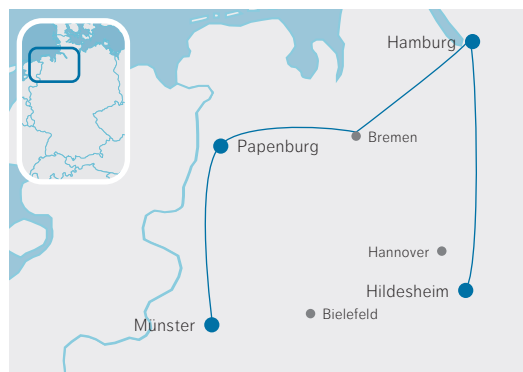 Hamburg
Bremen
Papenburg
Hannover
Hildesheim
Bielefeld
Münster